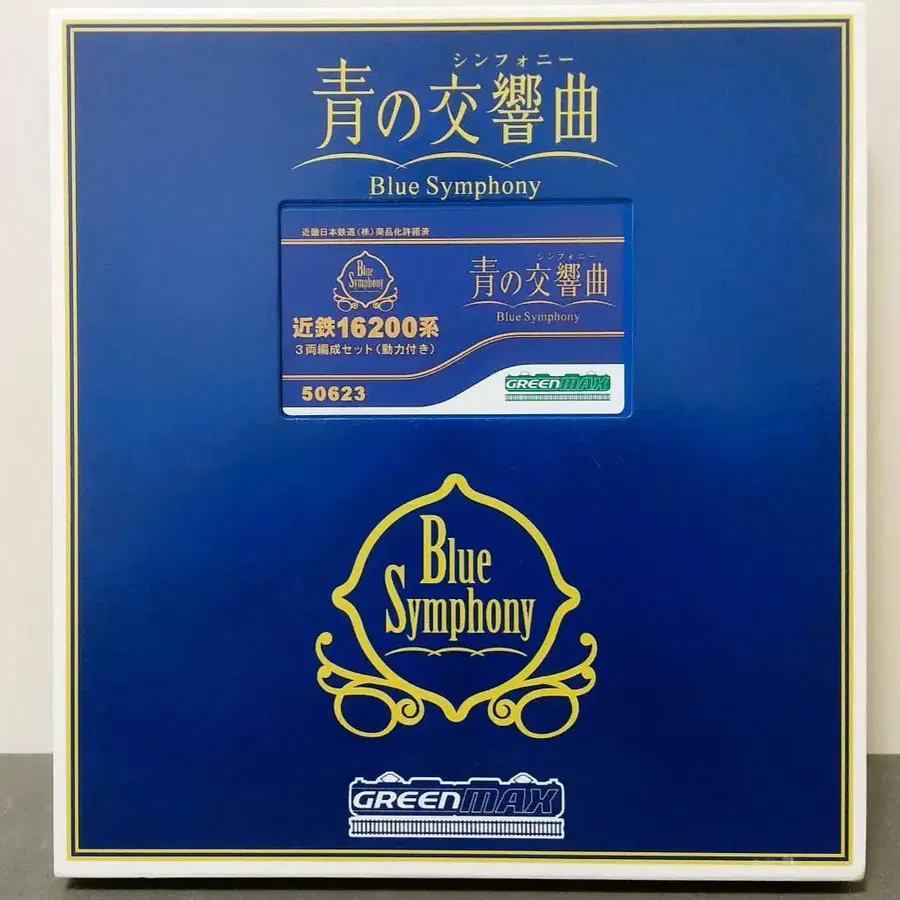 シンフォニー
青の交響曲
Blue Symphony
近畿日本鉄道(株)商品化許諾済
Blue
Symphony
シンフォニー
青の交響曲
Blue Symphony
近鉄16200系
3両編成セット(動力付き)
50623
GREENMAX
Blue
Symphony
GREENMAX